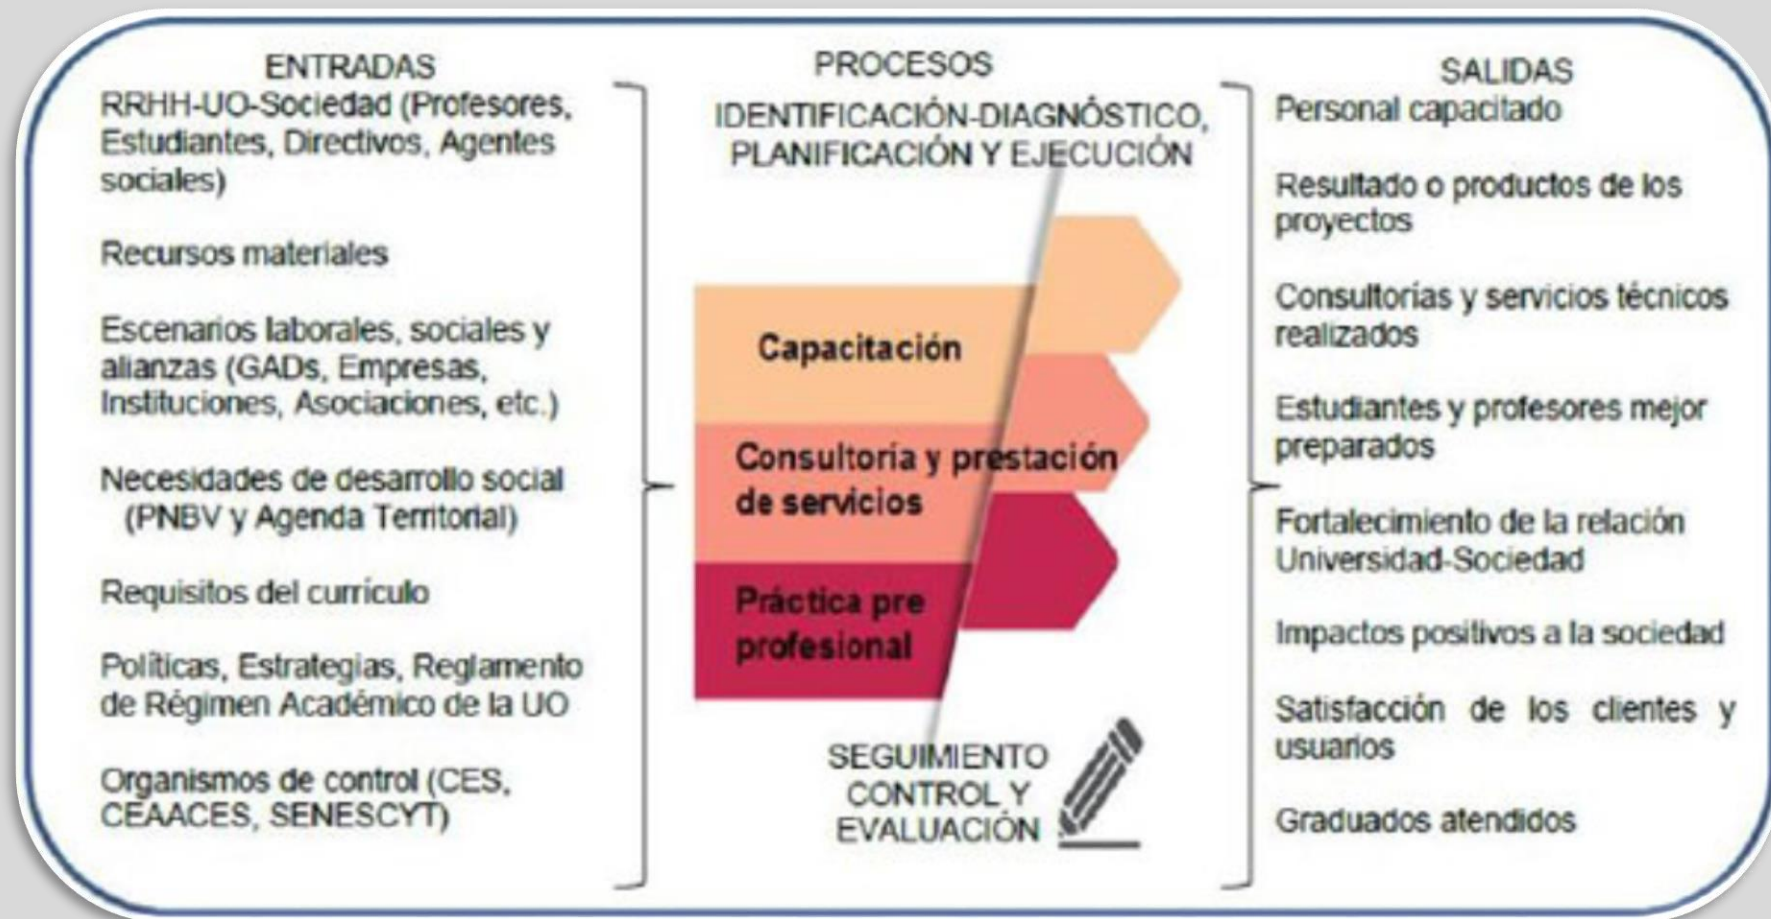 ENTRADAS
RRHH-UO-Sociedad (Profesores,
Estudiantes, Directivos, Agentes
sociales)
Recursos materiales
Escenarios laborales, sociales y
alianzas (GADs, Empresas,
Instituciones, Asociaciones, etc.)
Necesidades de desarrollo social
(PNBV y Agenda Territorial)
Requisitos del currículo
Políticas, Estrategias, Reglamento
de Régimen Académico de la UO
Organismos de control (CES,
CEAACES, SENESCYT)
PROCESOS
IDENTIFICACIÓN-DIAGNÓSTICO,
PLANIFICACIÓN Y EJECUCIÓN
Capacitación
Consultoría y prestación
de servicios
Práctica pre
profesional
SEGUIMIENTO
CONTROL Y
EVALUACIÓN
SALIDAS
Personal capacitado
Resultado o productos de los
proyectos
Consultorías y servicios técnicos
realizados
Estudiantes y profesores mejor
preparados
Fortalecimiento de la relación
Universidad-Sociedad
Impactos positivos a la sociedad
Satisfacción de los clientes y
usuarios
Graduados atendidos